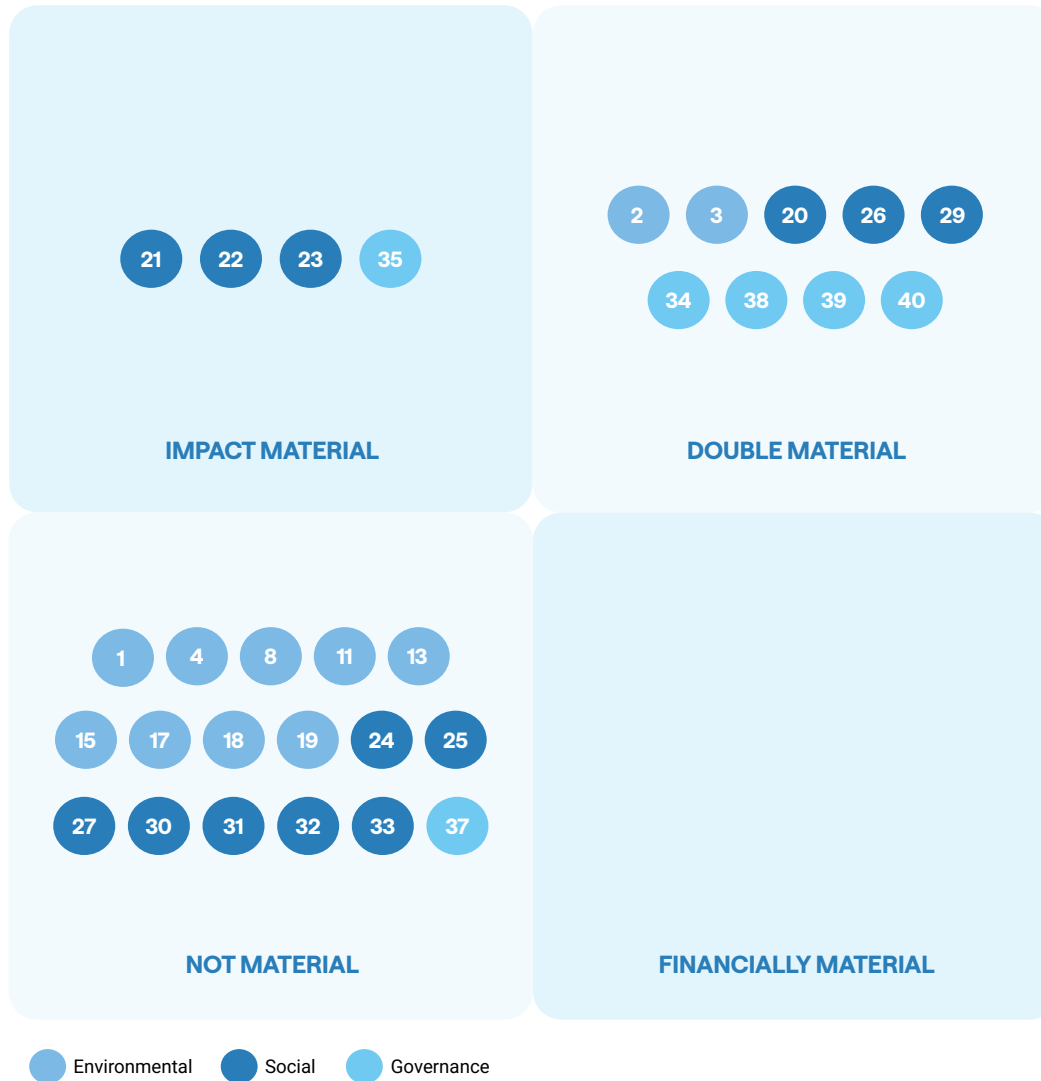 21 22 23 35
IMPACT MATERIAL
2 3 20 26 29
34 38 39 40
DOUBLE MATERIAL
1 4 8 11 13
15 17 18 19 24 25
27 30 31 32 33 37
NOT MATERIAL
FINANCIALLY MATERIAL
Environmental Social Governance